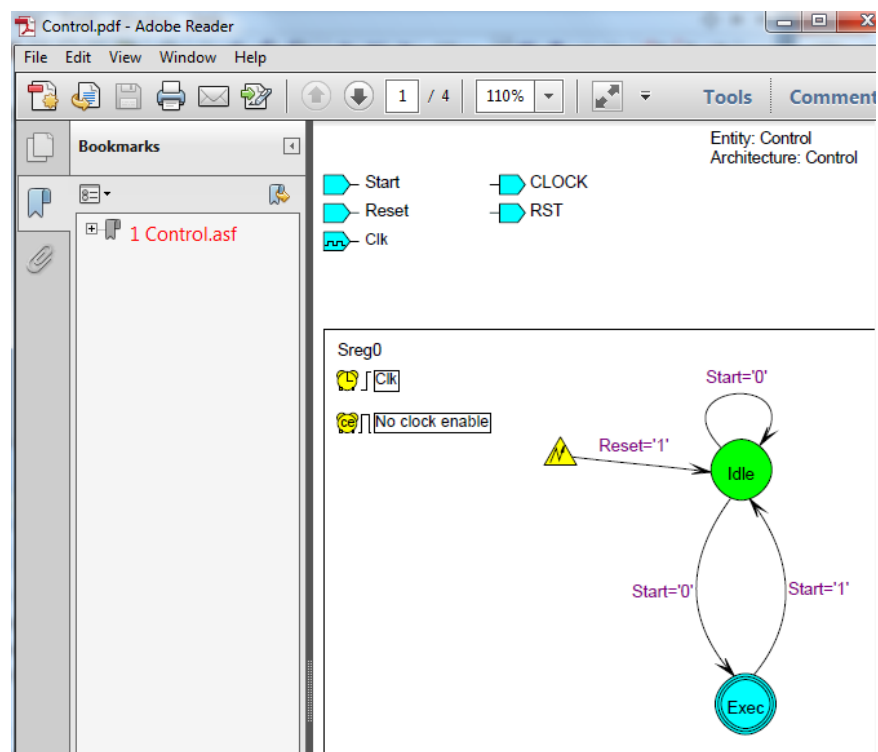 Control.pdf - Adobe Reader
File Edit View Window Help
1 / 4 110% Tools Comment
Bookmarks
1 Control.asf
Entity: Control
Architecture: Control
Start CLOCK
Reset RST
Clk
Sreg0
Clk
ce No clock enable
Start='0'
Reset='1'
Idle
Start='0' Start='1'
Exec